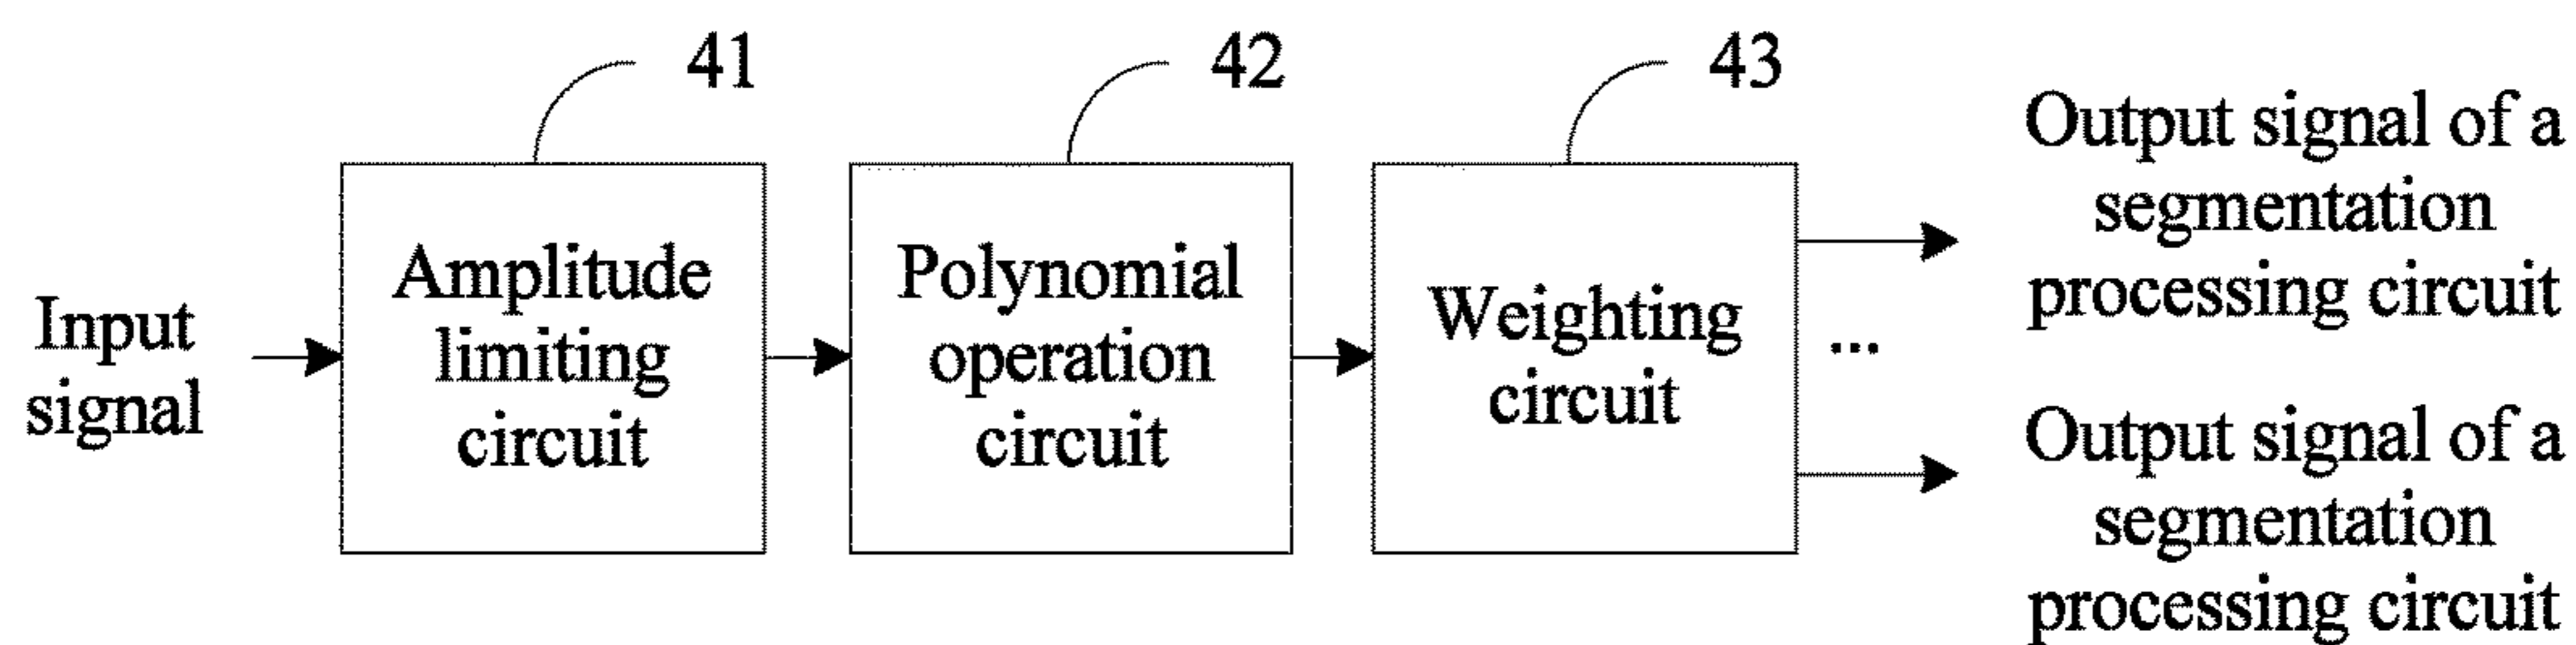 41
42
43
Input
signal
Amplitude
limiting
circuit
Polynomial
operation
circuit
Weighting
circuit
Output signal of a
segmentation
processing circuit
...
Output signal of a
segmentation
processing circuit